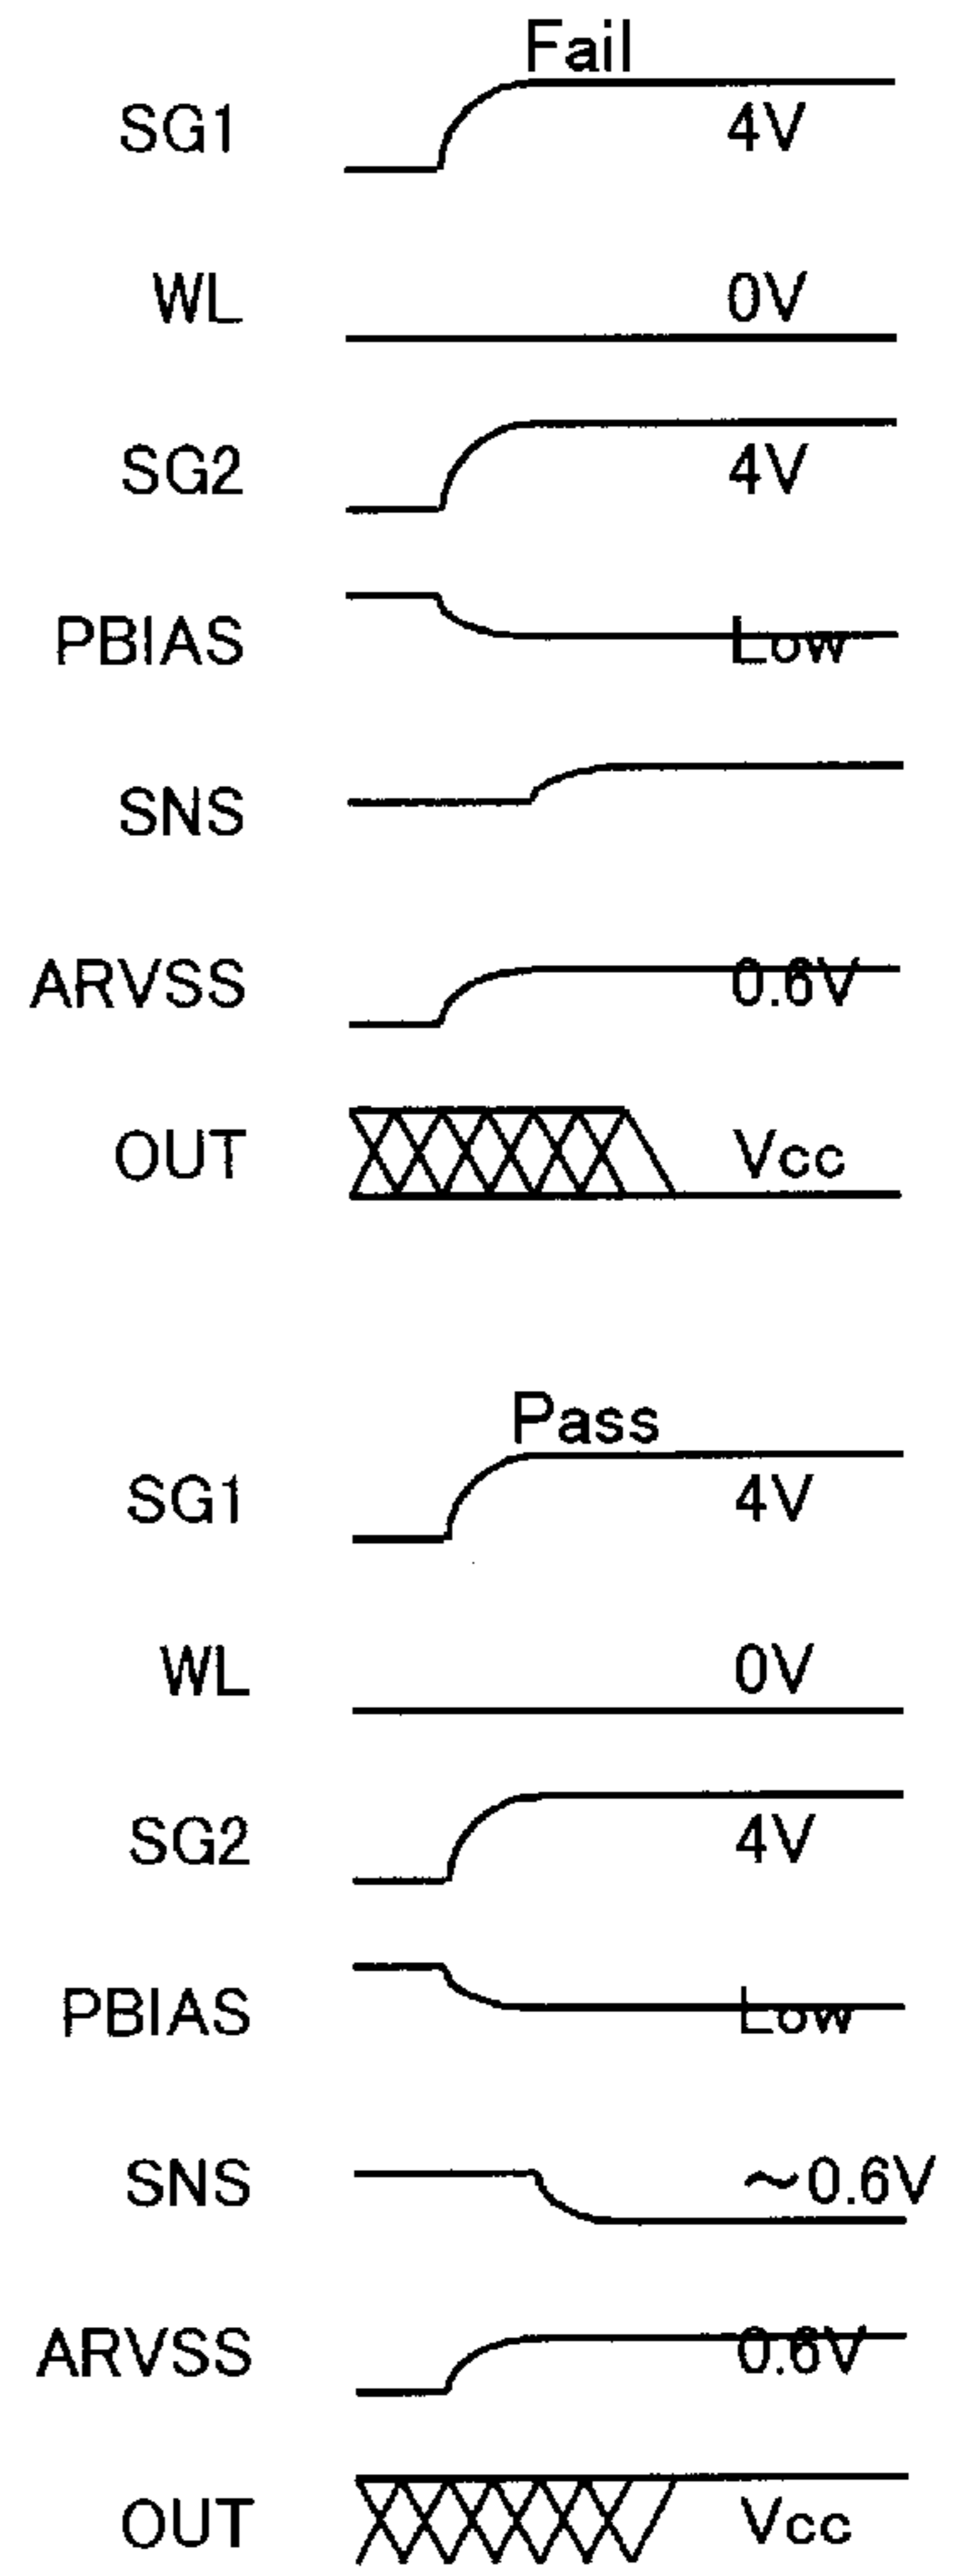 Fail
SG1 4V
WL 0V
SG2 4V
PBIAS Low
SNS
ARVSS 0.6V
OUT Vcc
Pass
SG1 4V
WL 0V
SG2 4V
PBIAS Low
SNS ~0.6V
ARVSS 0.6V
OUT Vcc